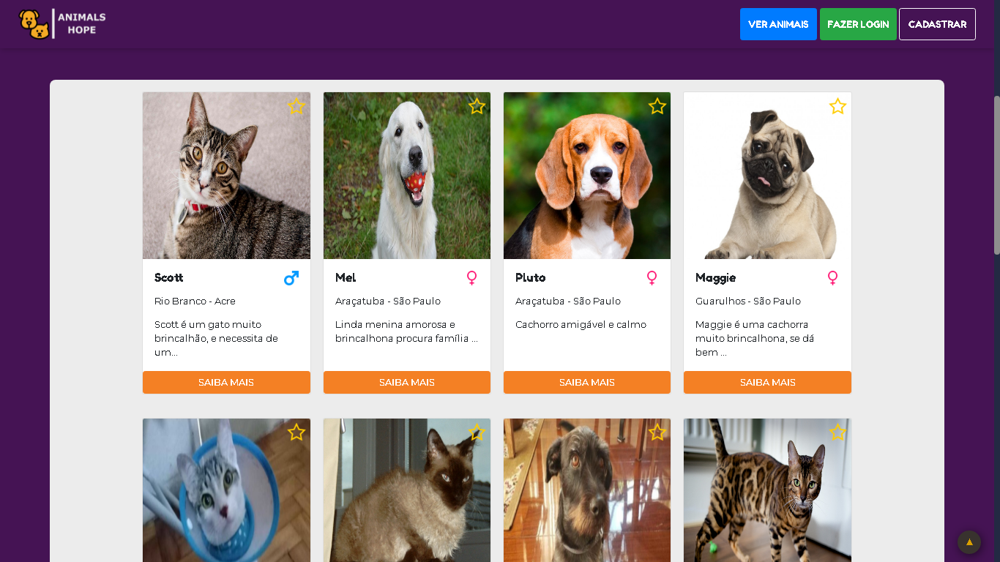 ANIMALS
HOPE
VER ANIMAIS
FAZER LOGIN
CADASTRAR
Scott
Rio Branco - Acre
Scott é um gato muito
brincalhão, e necessita de
um...
SAIBA MAIS
Mel
Araçatuba - São Paulo
Linda menina amorosa e
brincalhona procura família ...
SAIBA MAIS
Pluto
Araçatuba - São Paulo
Cachorro amigável e calmo
SAIBA MAIS
Maggie
Guarulhos - São Paulo
Maggie é uma cachorra
muito brincalhona, se dá
bem ...
SAIBA MAIS